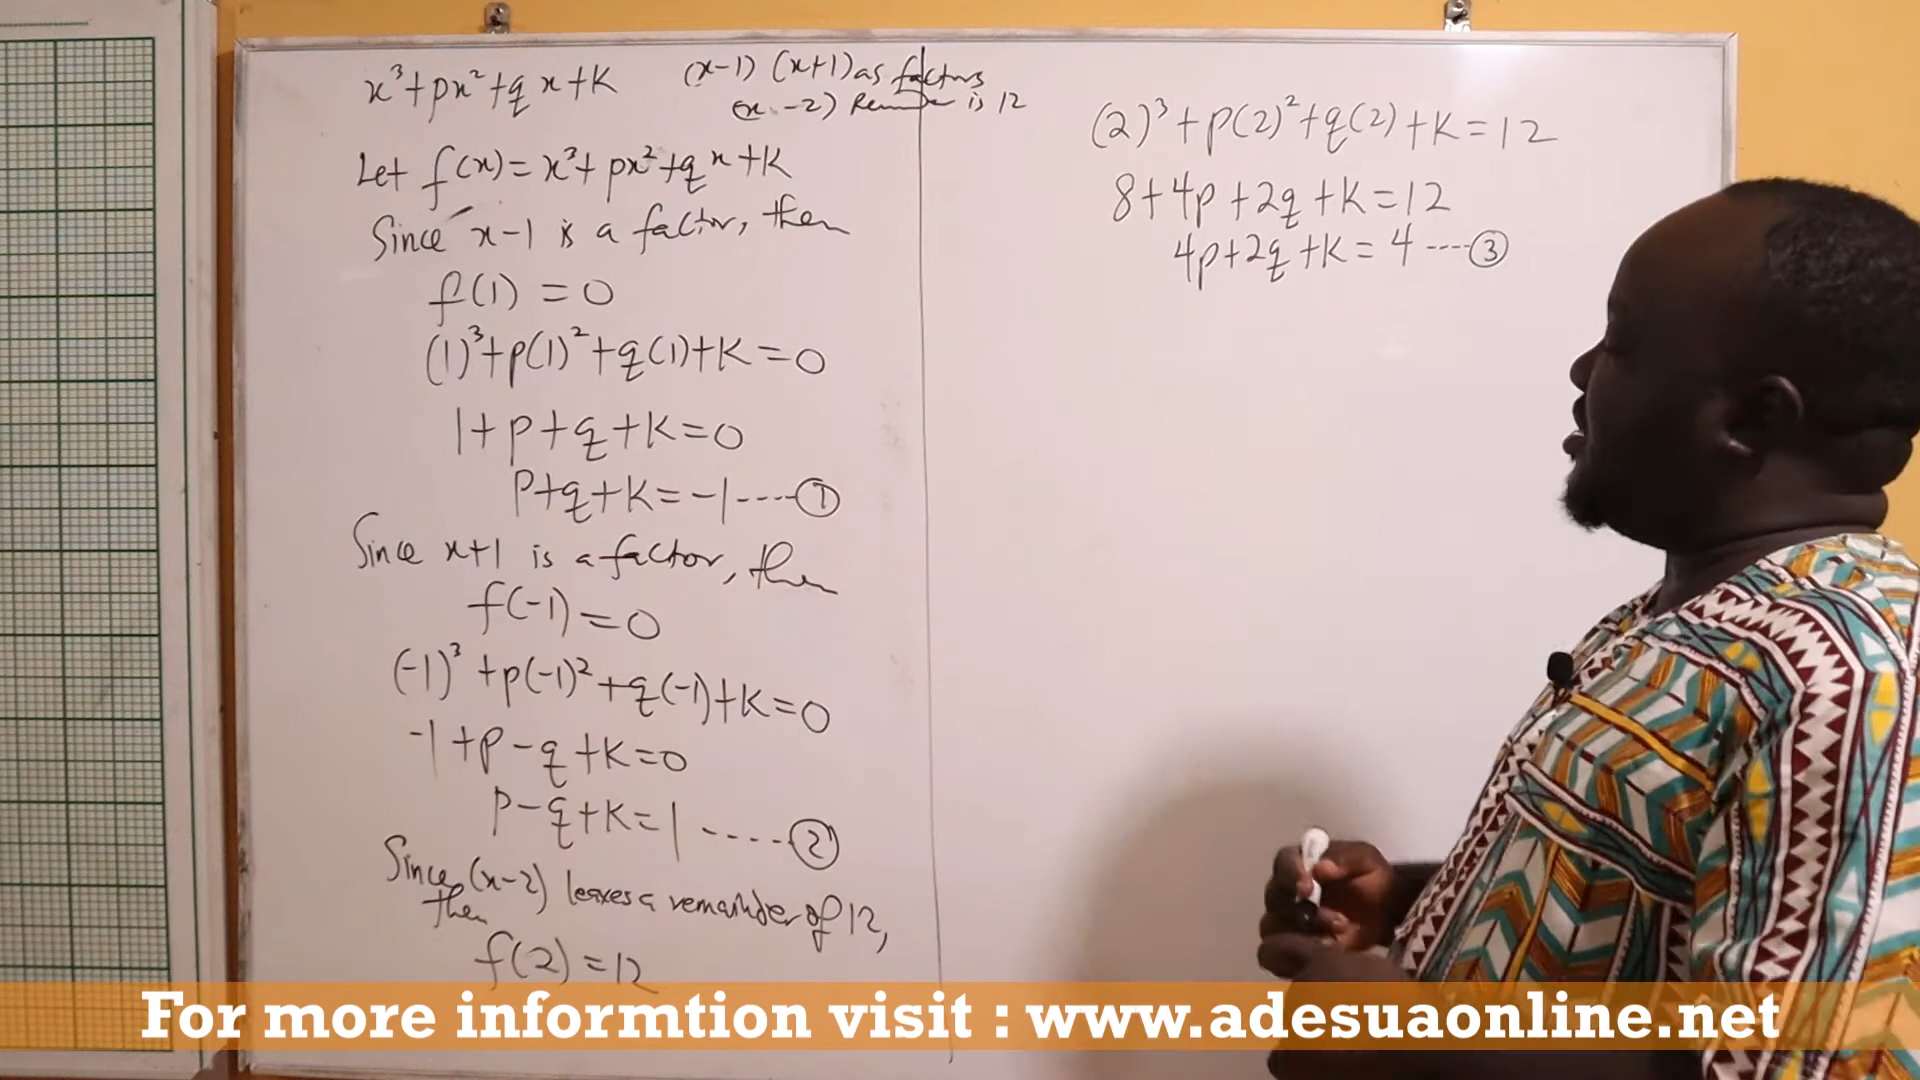 x³+px²+qx+k (x-1) (x+1) as factors
(x-2) is 12
Let f(x)=x³+px²+qx+k
Since x-1 is a factor, then
f(1) = 0
(1)³+p(1)²+q(1)+k=0
1+p+q+k=0
p+q+k=-1----①
Since x+1 is a factor, then
f(-1)=0
(-1)³+p(-1)²+q(-1)+k=0
-1+p-q+k=0
p-q+k=1----②
Since (x-2) leaves a remainder of 12,
then
f(2)=12
(2)³+p(2)²+q(2)+k=12
8+4p+2q+k=12
4p+2q+k=4----③
For more informtion visit : www.adesuaonline.net